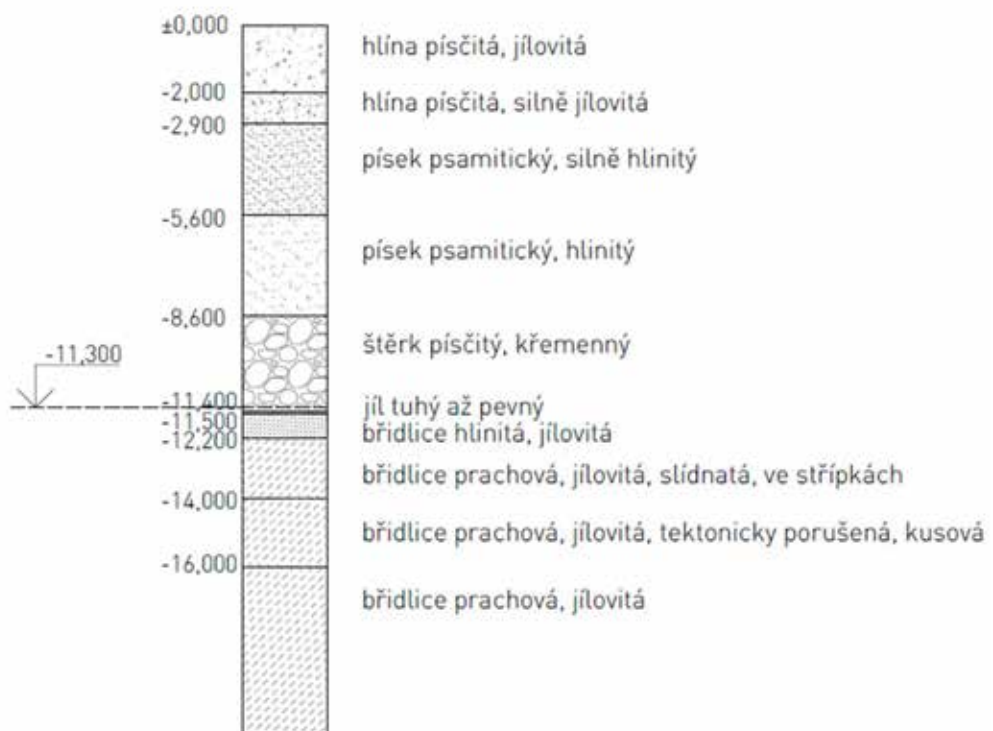 ±0,000
hlína písčitá, jílovitá
-2,000
hlína písčitá, silně jílovitá
-2,900
písek psamitický, silně hlinitý
-5,600
písek psamitický, hlinitý
-8,600
štěrk písčitý, křemenný
-11,300
-11,400
jíl tuhý až pevný
-11,500
břidlice hlinitá, jílovitá
-12,200
břidlice prachová, jílovitá, slídnatá, ve střípkách
-14,000
břidlice prachová, jílovitá, tektonicky porušená, kusová
-16,000
břidlice prachová, jílovitá